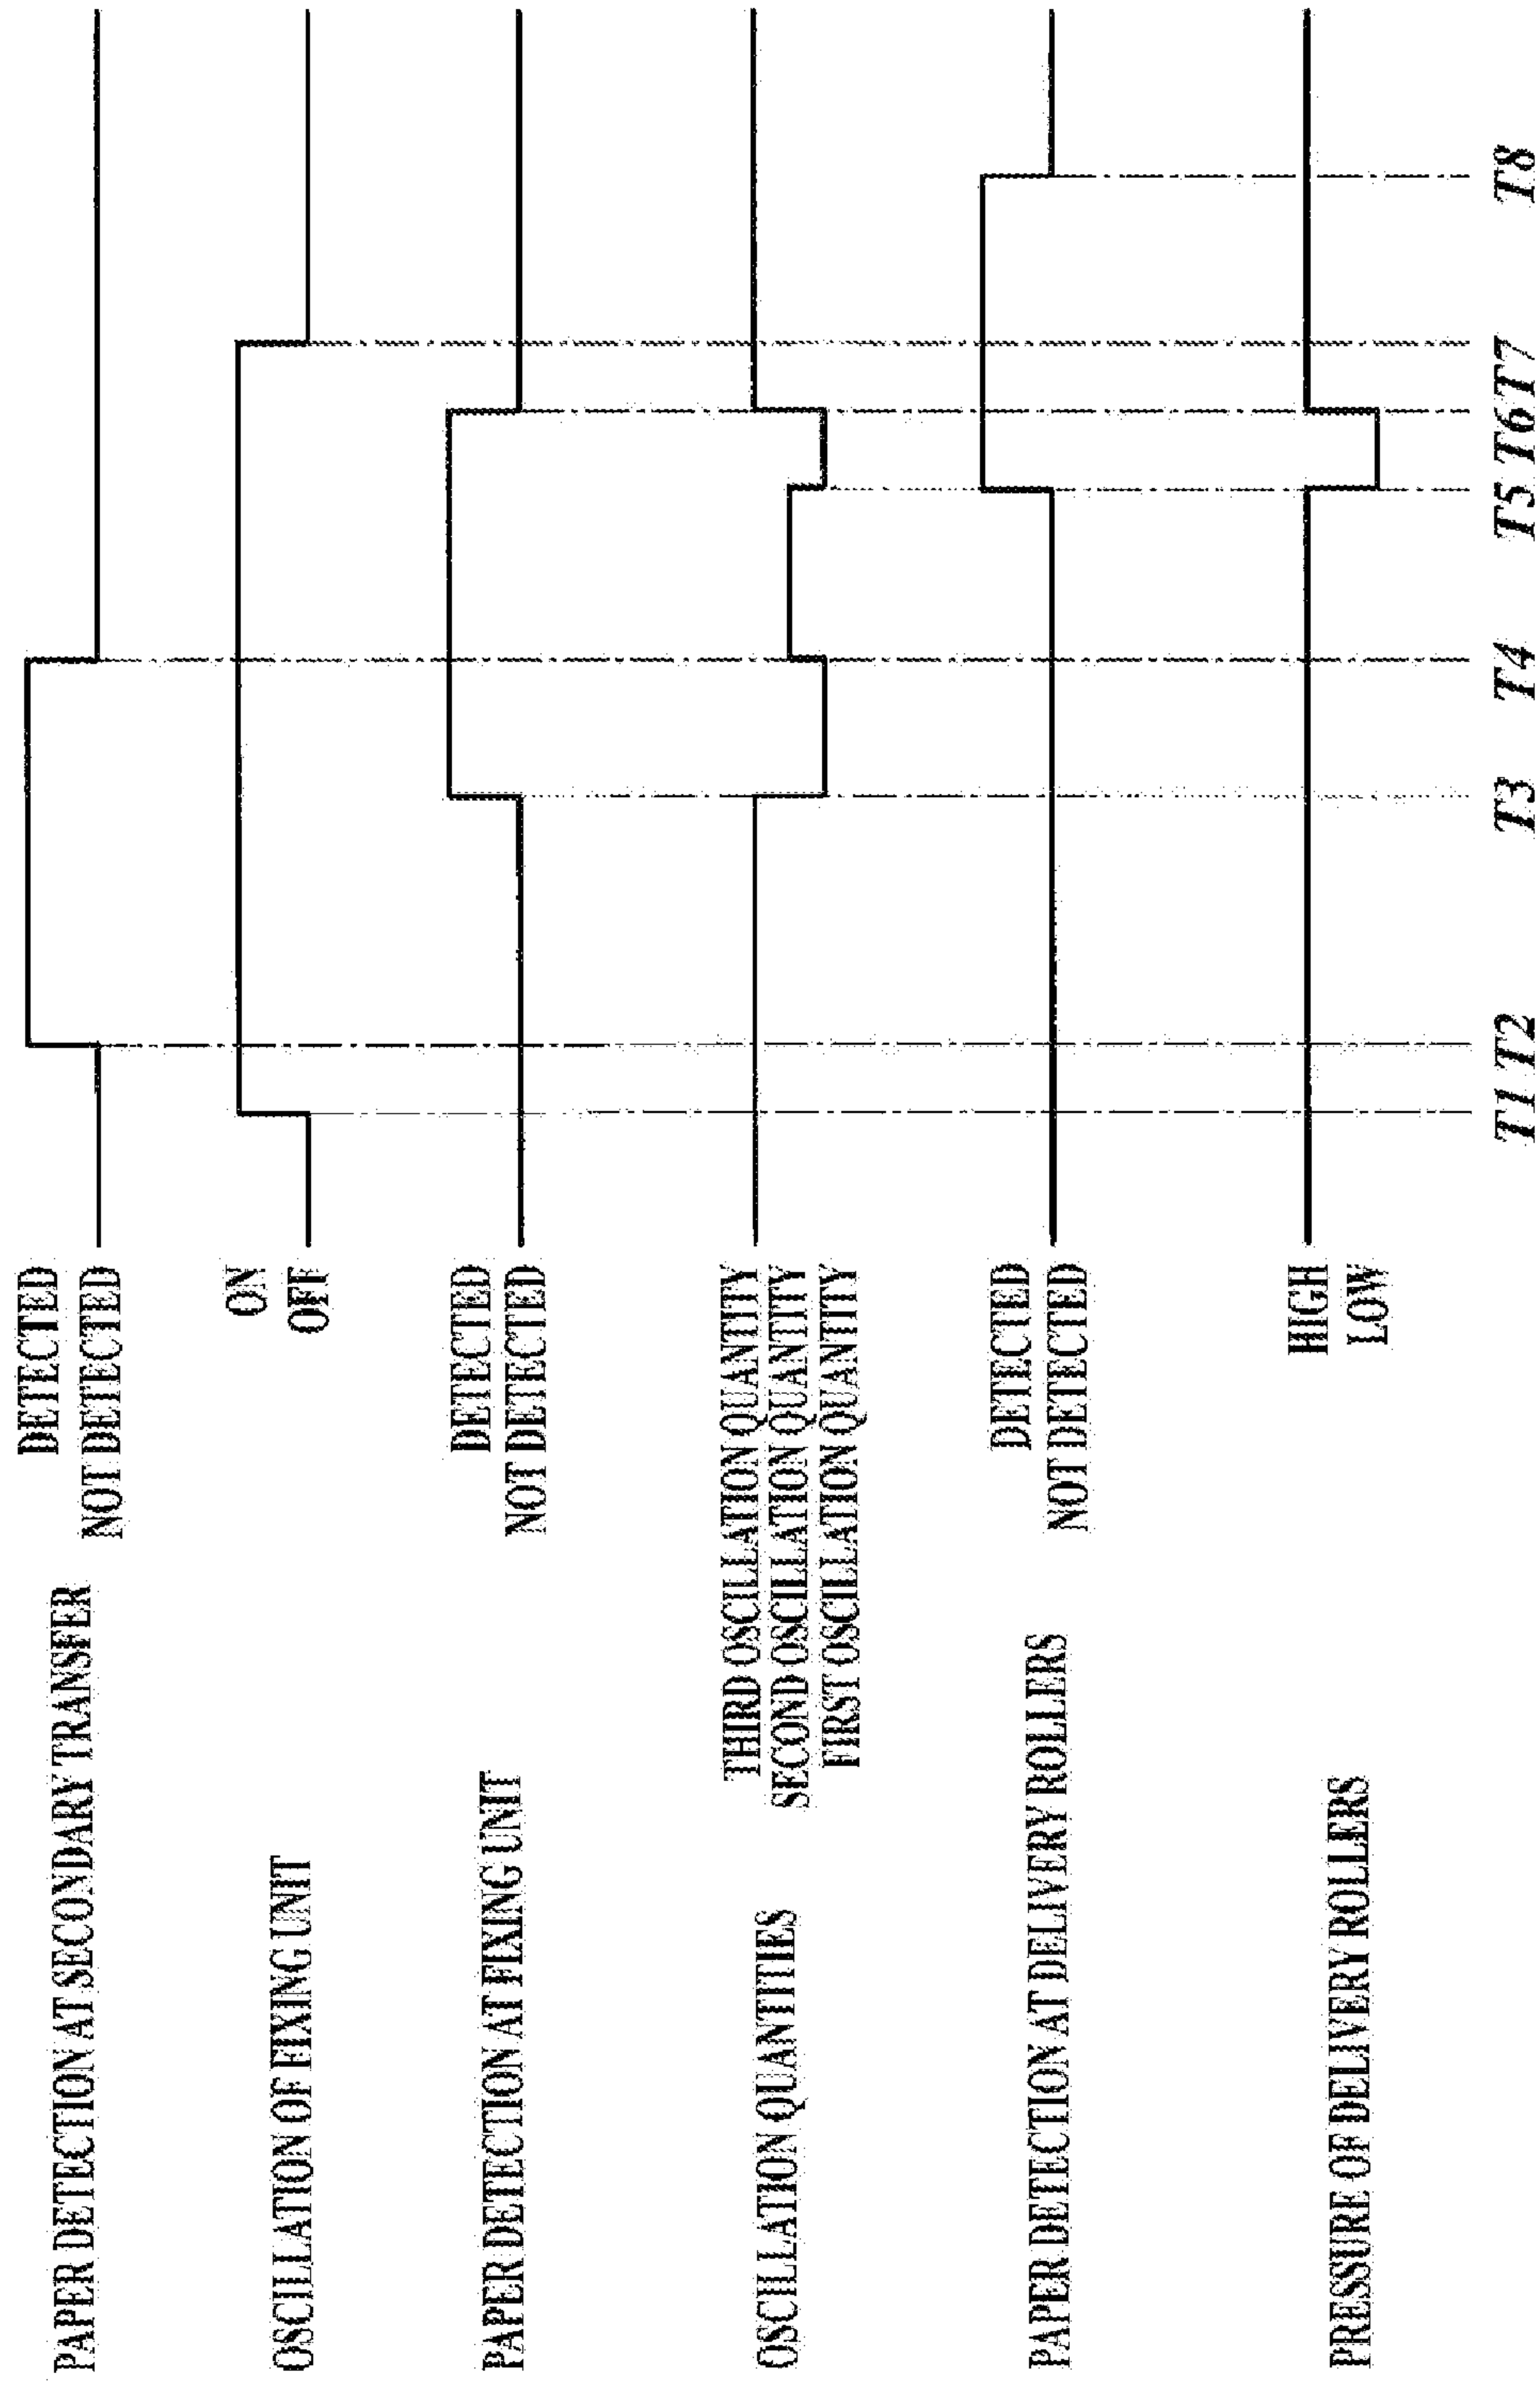 PAPER DETECTION AT SECONDARY TRANSFER
DETECTED
NOT DETECTED
OSCILLATION OF FIXING UNIT
ON
OFF
PAPER DETECTION AT FIXING UNIT
DETECTED
NOT DETECTED
OSCILLATION QUANTITIES
THIRD OSCILLATION QUANTITY
SECOND OSCILLATION QUANTITY
FIRST OSCILLATION QUANTITY
PAPER DETECTION AT DELIVERY ROLLERS
DETECTED
NOT DETECTED
PRESSURE OF DELIVERY ROLLERS
HIGH
LOW
T1 T2 T3 T4 T5 T6 T7 T8